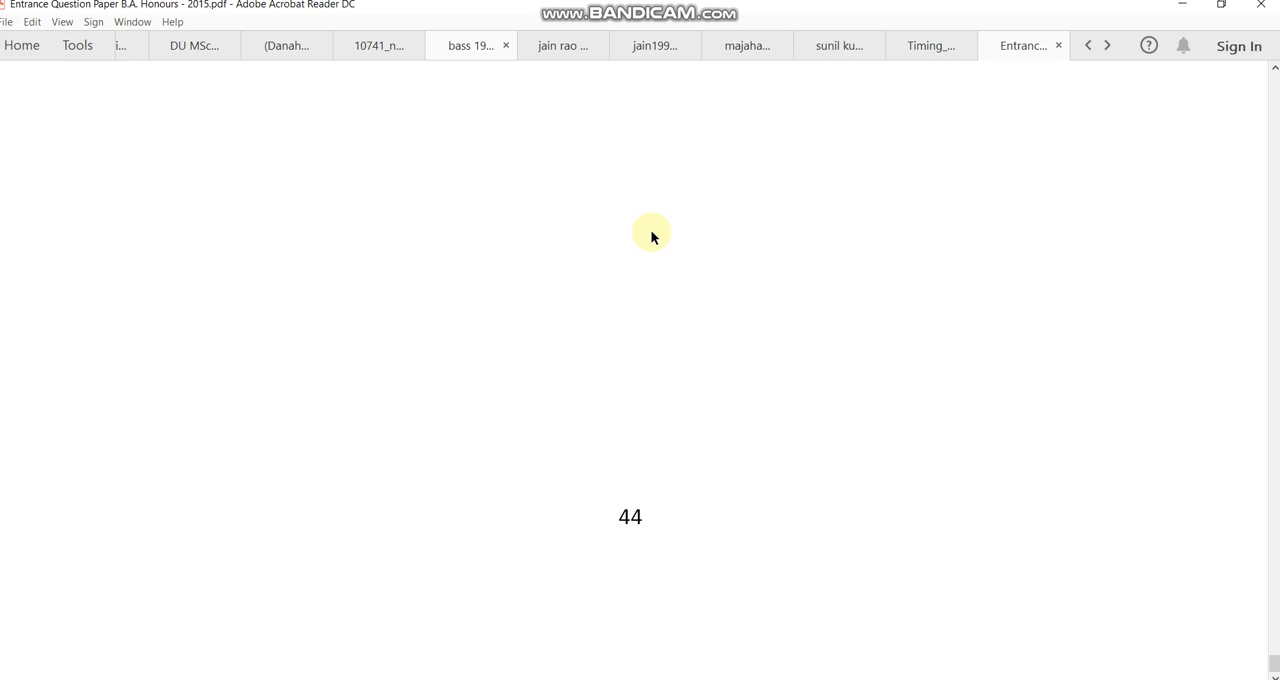 Entrance Question Paper B.A. Honours - 2015.pdf - Adobe Acrobat Reader DC
www.BANDICAM.com
File Edit View Sign Window Help
Home Tools i... DU MSc... (Danah... 10741_n... bass 19... × jain rao ... jain199... majaha... sunil ku... Timing_... Entranc... × ? Sign In
44